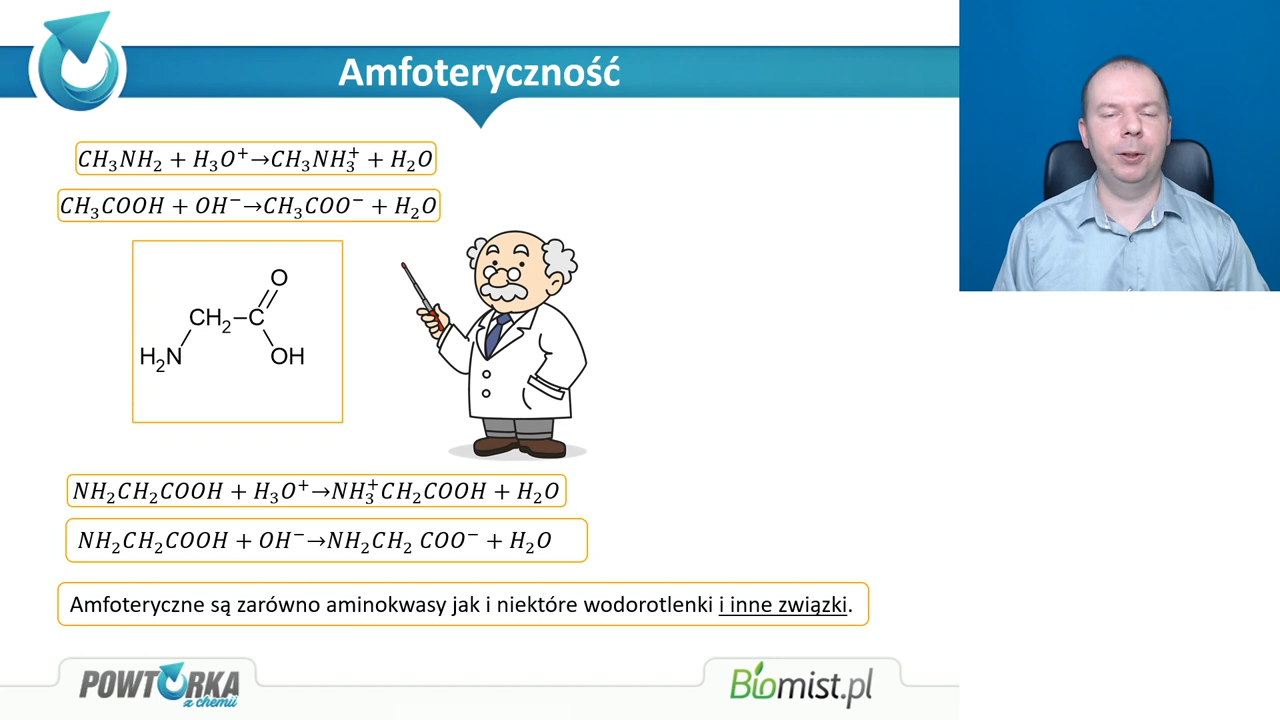 Amfoteryczność
CH₃NH₂ + H₃O⁺→CH₃NH₃⁺ + H₂O
CH₃COOH + OH⁻→CH₃COO⁻ + H₂O
O
CH₂–C
H₂N
OH
NH₂CH₂COOH + H₃O⁺→NH₃⁺CH₂COOH + H₂O
NH₂CH₂COOH + OH⁻→NH₂CH₂ COO⁻ + H₂O
Amfoteryczne są zarówno aminokwasy jak i niektóre wodorotlenki i inne związki.
POWTÓRKA
z chemii
Biomist.pl